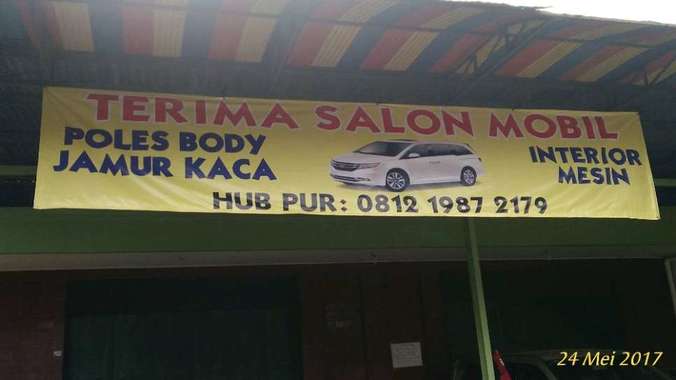 TERIMA SALON MOBIL
POLES BODY
JAMUR KACA
INTERIOR
MESIN
HUB PUR: 0812 1987 2179
24 Mei 2017